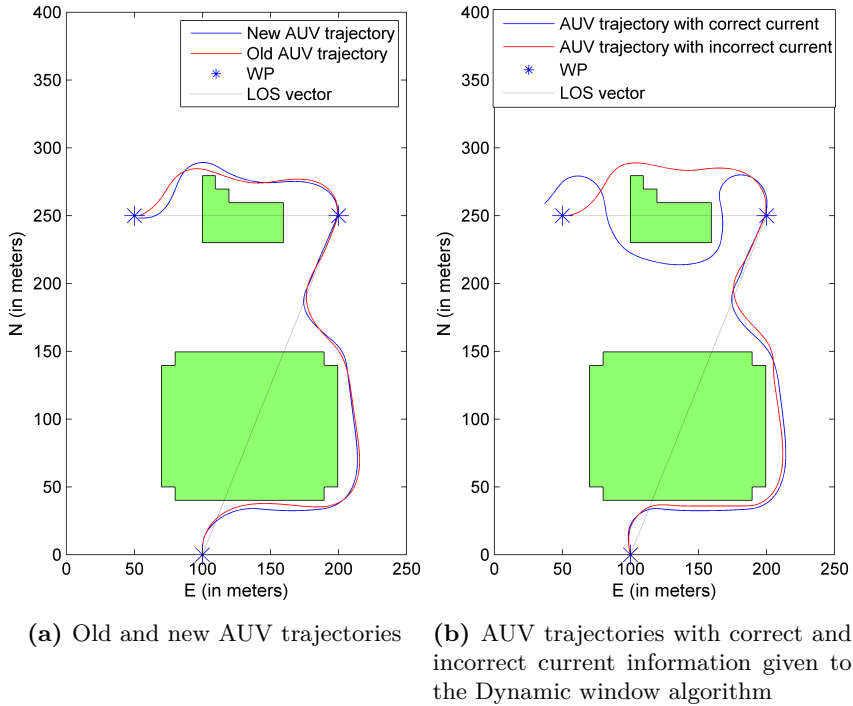 New AUV trajectory
Old AUV trajectory
WP
LOS vector
400
350
300
250
200
150
100
50
0
N (in meters)
0 50 100 150 200 250
E (in meters)
AUV trajectory with correct current
AUV trajectory with incorrect current
WP
LOS vector
400
350
300
250
200
150
100
50
0
N (in meters)
0 50 100 150 200 250
E (in meters)
(a) Old and new AUV trajectories
(b) AUV trajectories with correct and
incorrect current information given to
the Dynamic window algorithm